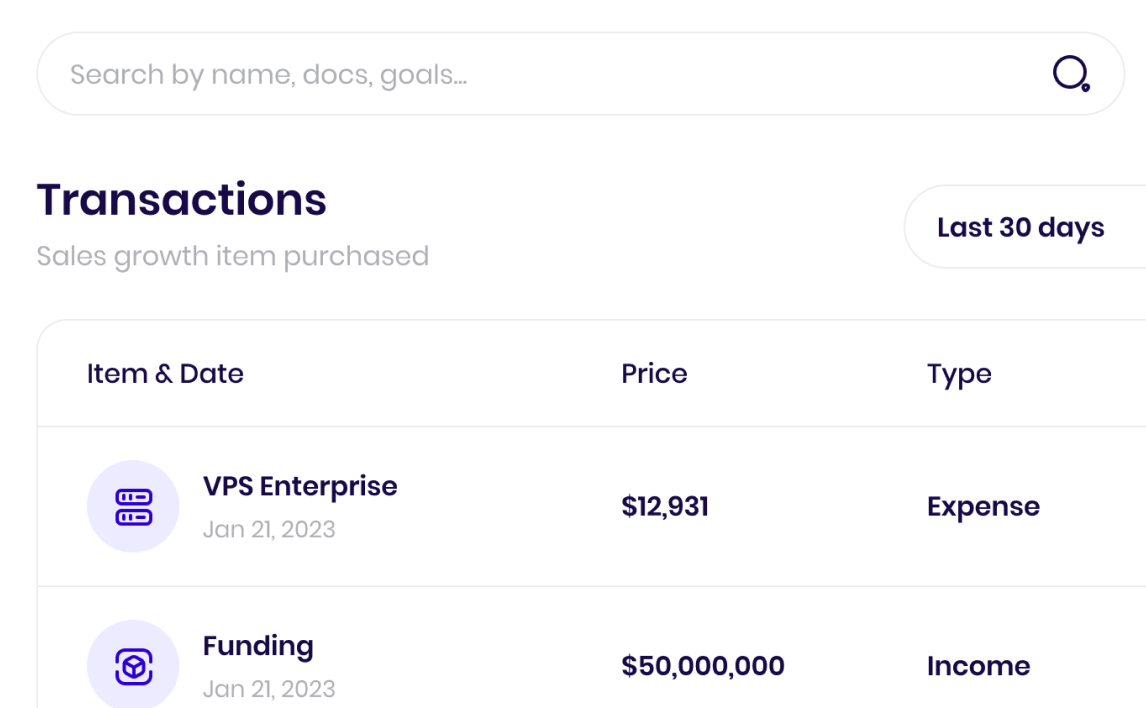 Search by name, docs, goals...
Transactions
Sales growth item purchased
Last 30 days
Item & Date
Price
Type
VPS Enterprise
Jan 21, 2023
$12,931
Expense
Funding
Jan 21, 2023
$50,000,000
Income